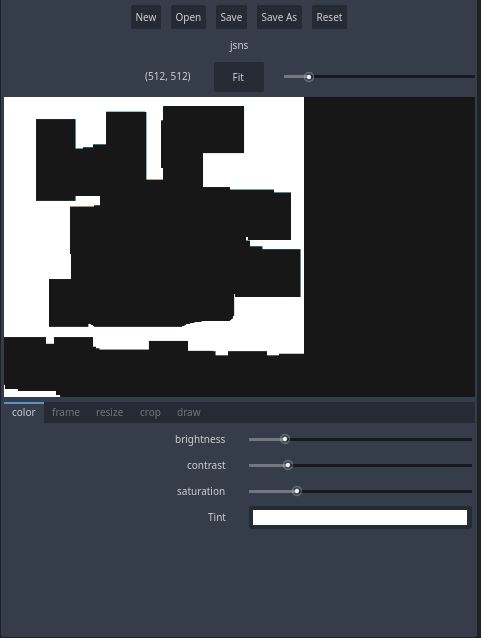 New Open Save Save As Reset
jsns
(512, 512) Fit
color frame resize crop draw
brightness
contrast
saturation
Tint